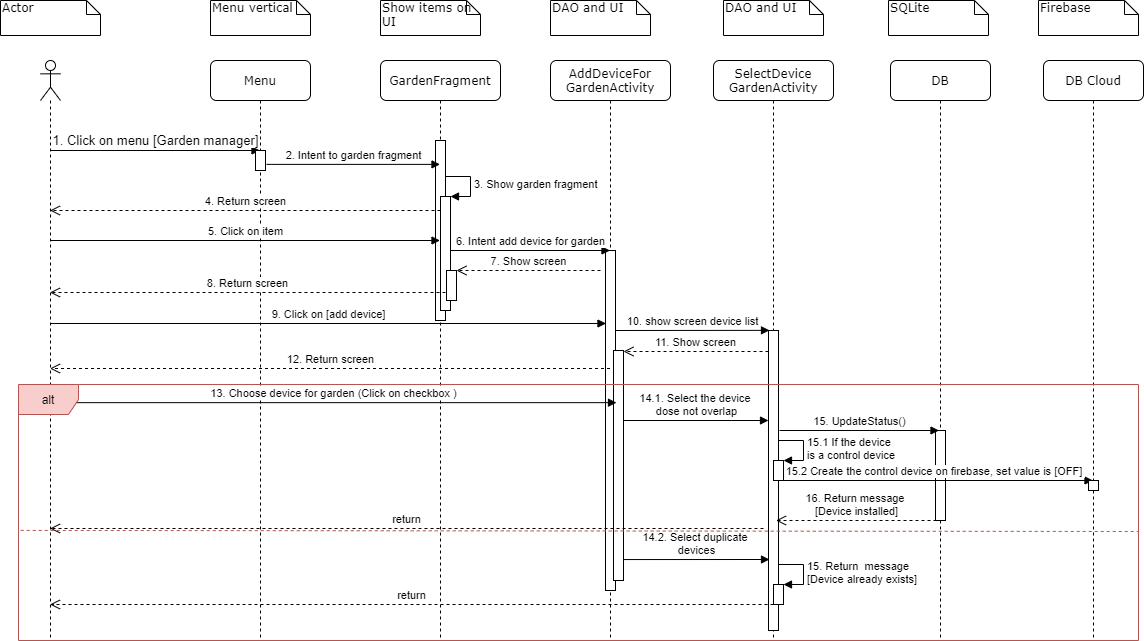 Actor
Menu vertical
Show items on
UI
DAO and UI
DAO and UI
SQLite
Firebase
Menu
GardenFragment
AddDeviceFor
GardenActivity
SelectDevice
GardenActivity
DB
DB Cloud
1. Click on menu [Garden manager]
2. Intent to garden fragment
3. Show garden fragment
4. Return screen
5. Click on item
6. Intent add device for garden
7. Show screen
8. Return screen
9. Click on [add device]
10. show screen device list
11. Show screen
12. Return screen
alt
13. Choose device for garden (Click on checkbox )
14.1. Select the device
dose not overlap
15. UpdateStatus()
15.1 If the device
is a control device
15.2 Create the control device on firebase, set value is [OFF]
16. Return message
[Device installed]
return
14.2. Select duplicate
devices
15. Return  message
[Device already exists]
return